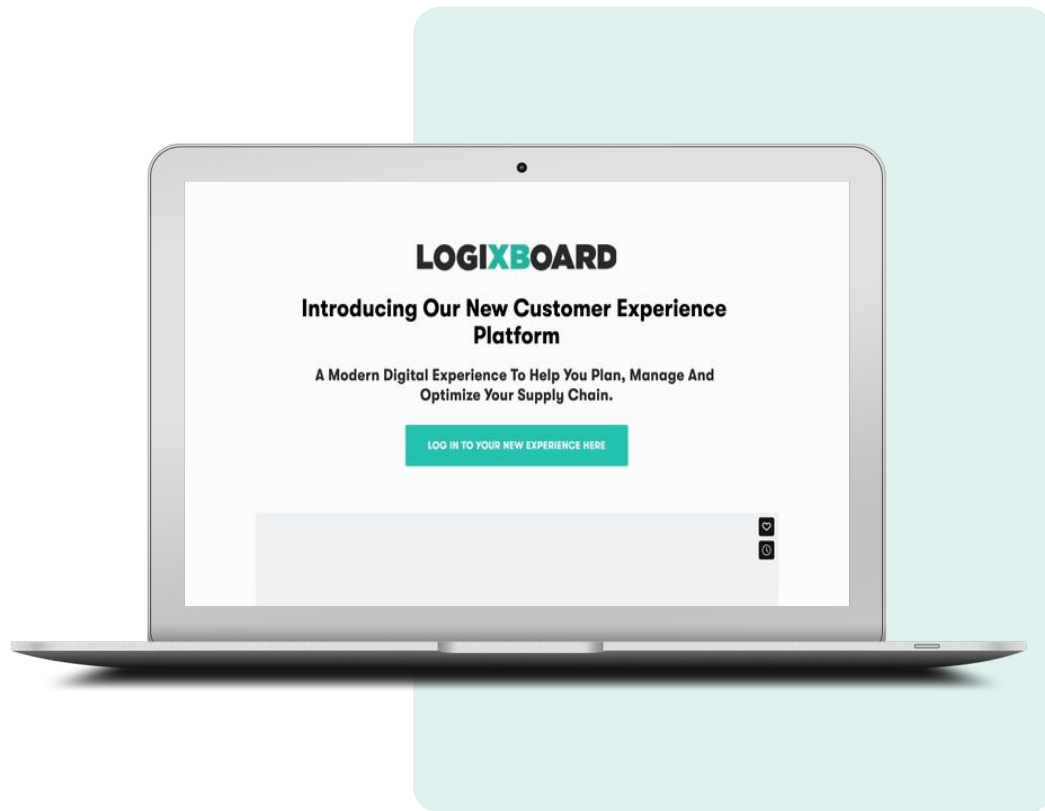 LOGIXBOARD
Introducing Our New Customer Experience
Platform
A Modern Digital Experience To Help You Plan, Manage And
Optimize Your Supply Chain.
LOG IN TO YOUR NEW EXPERIENCE HERE